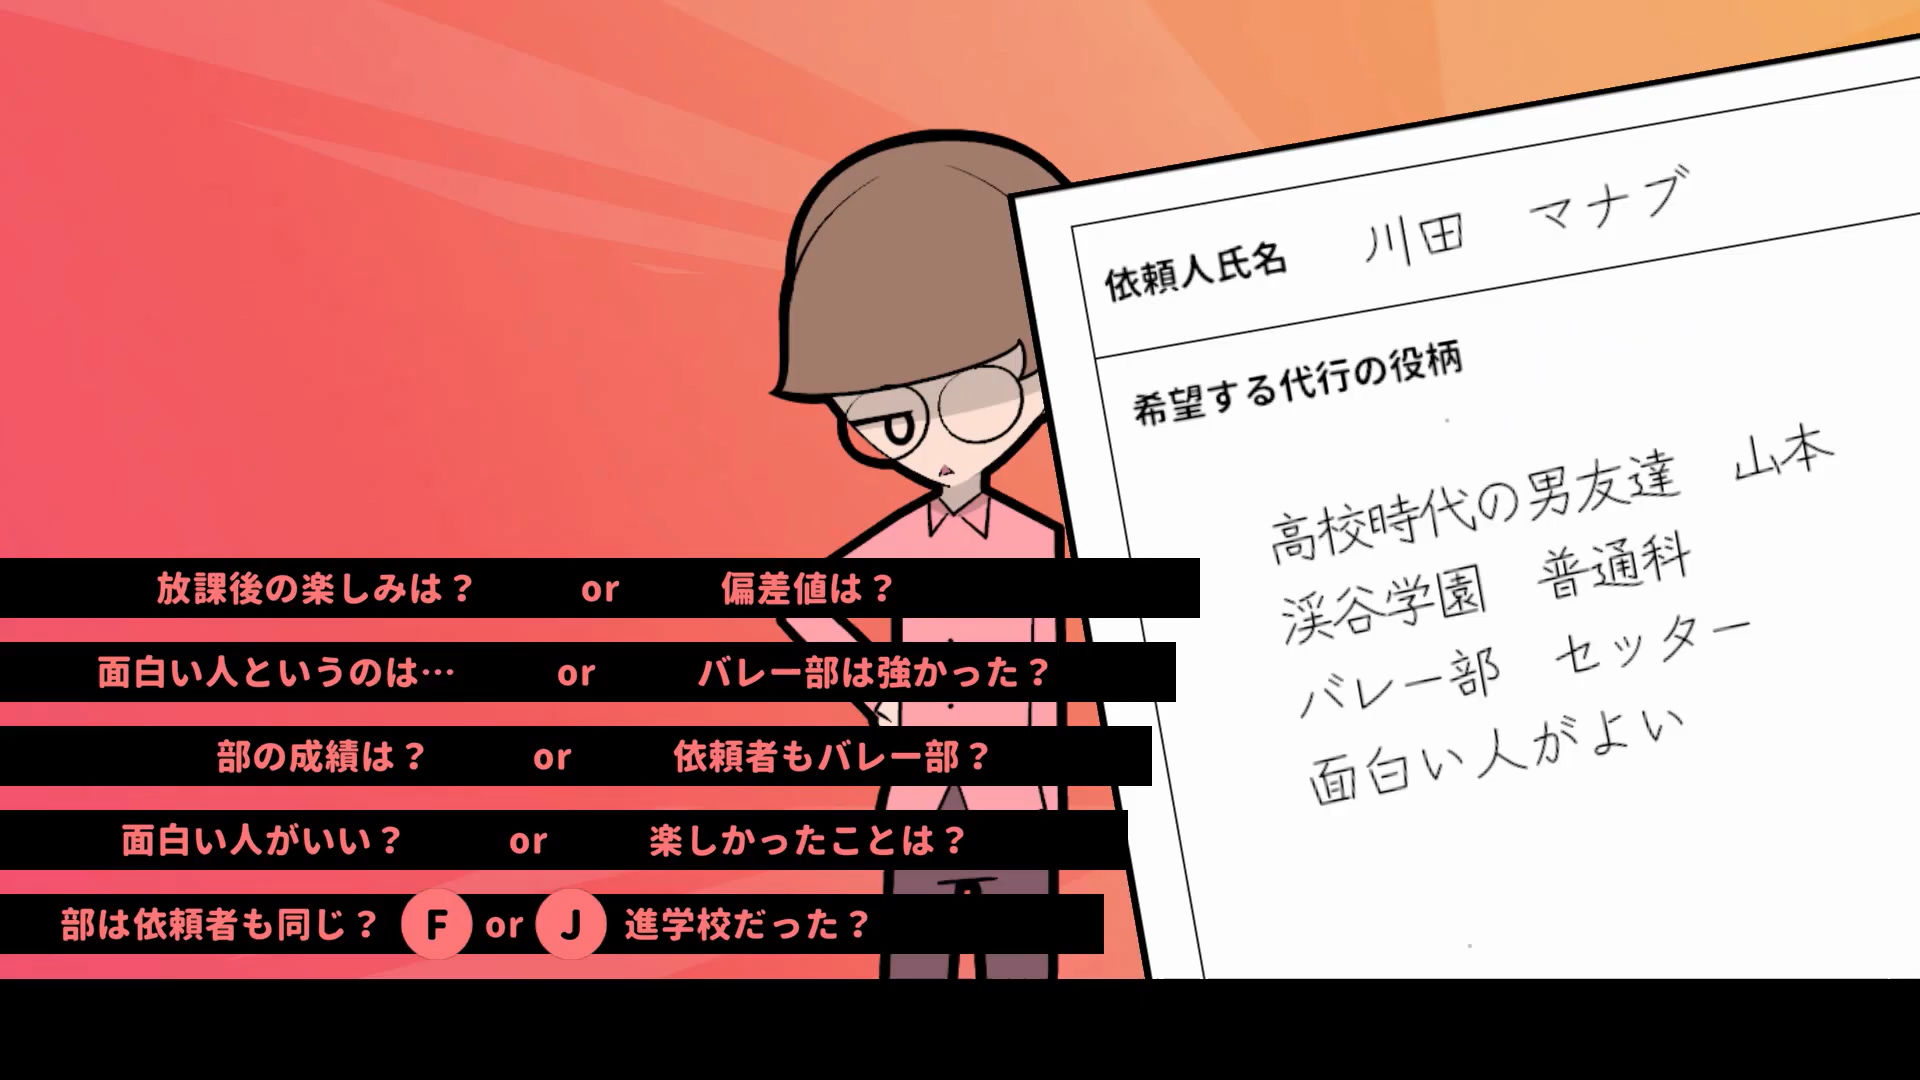 依頼人氏名 川田 マナブ
希望する代行の役柄
高校時代の男友達 山本
渓谷学園 普通科
バレー部 セッター
面白い人がよい
放課後の楽しみは？ or 偏差値は？
面白い人というのは… or バレー部は強かった？
部の成績は？ or 依頼者もバレー部？
面白い人がいい？ or 楽しかったことは？
部は依頼者も同じ？ F or J 進学校だった？